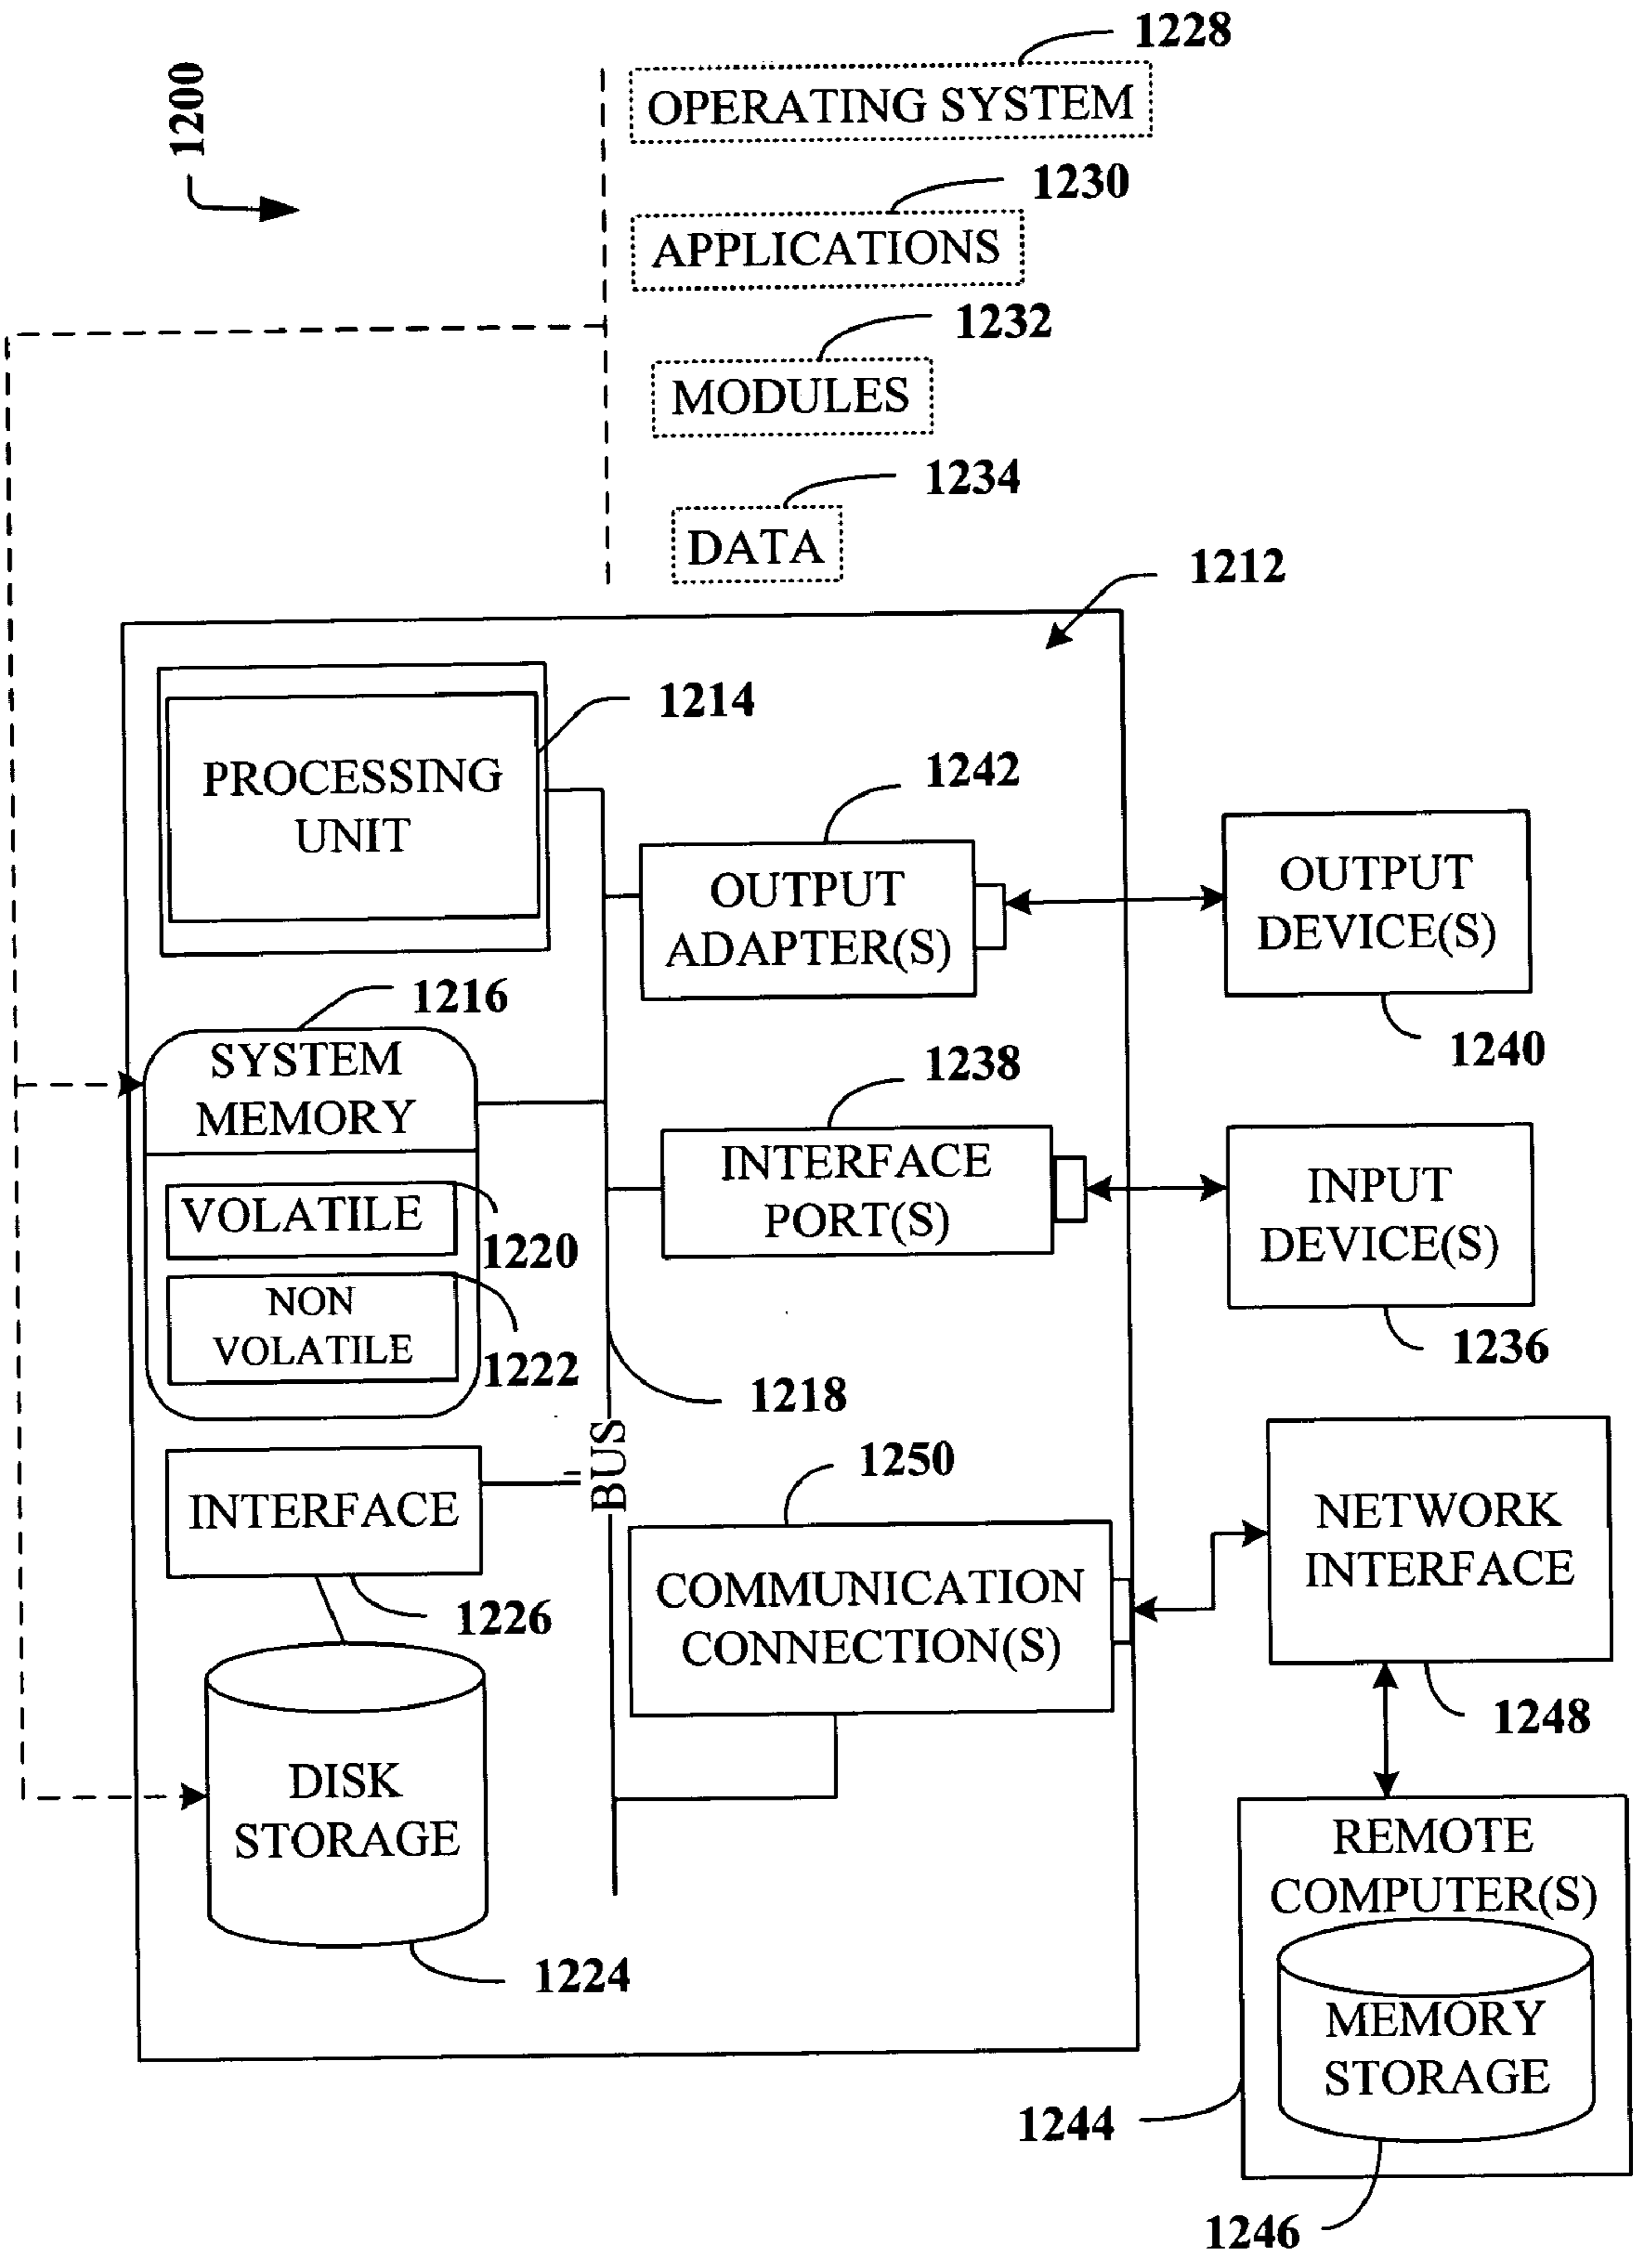 1228
1200
OPERATING SYSTEM
1230
APPLICATIONS
1232
MODULES
1234
DATA
1212
1214
PROCESSING
UNIT
1242
OUTPUT
ADAPTER(S)
OUTPUT
DEVICE(S)
1240
1216
SYSTEM
MEMORY
1238
INTERFACE
PORT(S)
INPUT
DEVICE(S)
1236
VOLATILE
1220
NON
VOLATILE
1222
1218
BUS
1250
INTERFACE
1226
COMMUNICATION
CONNECTION(S)
NETWORK
INTERFACE
1248
DISK
STORAGE
1224
REMOTE
COMPUTER(S)
MEMORY
STORAGE
1244
1246